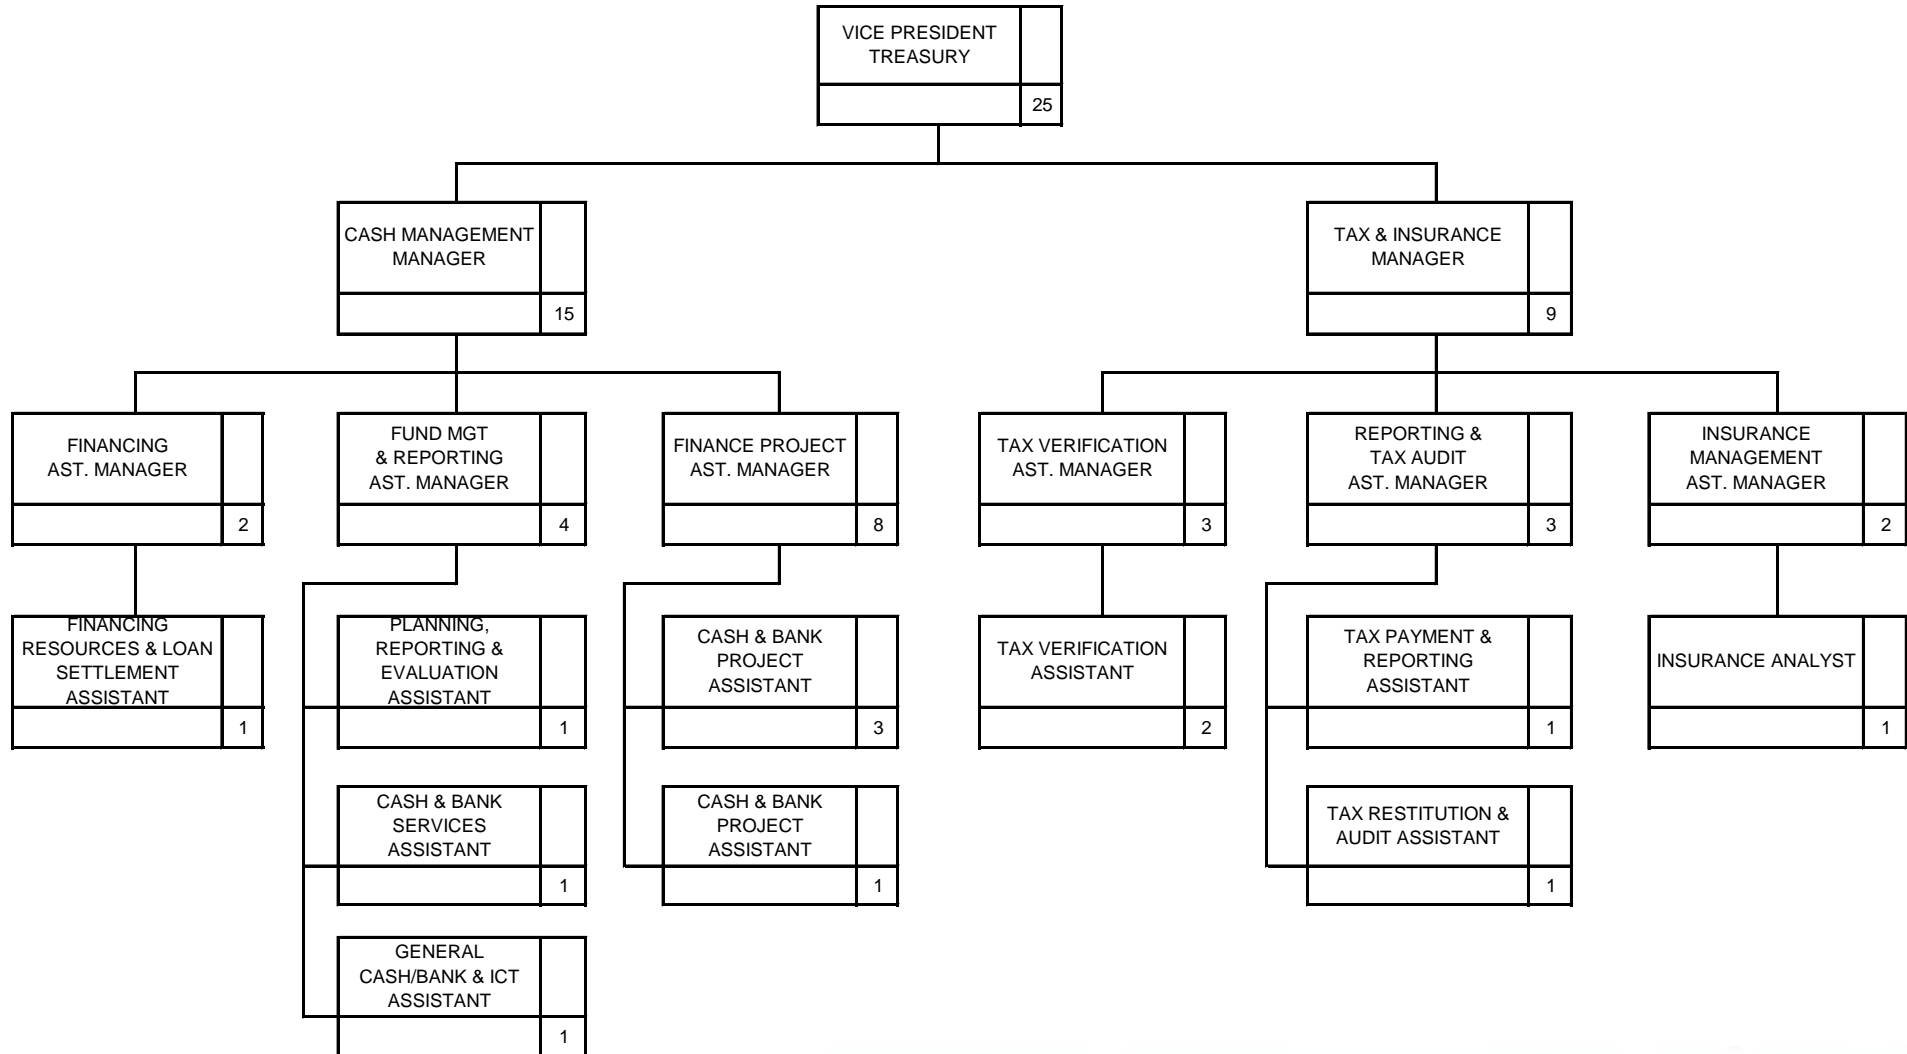 VICE PRESIDENT
TREASURY
25
CASH MANAGEMENT
MANAGER
15
TAX & INSURANCE
MANAGER
9
FINANCING
AST. MANAGER
2
FUND MGT
& REPORTING
AST. MANAGER
4
FINANCE PROJECT
AST. MANAGER
8
TAX VERIFICATION
AST. MANAGER
3
REPORTING &
TAX AUDIT
AST. MANAGER
3
INSURANCE
MANAGEMENT
AST. MANAGER
2
FINANCING
RESOURCES & LOAN
SETTLEMENT
ASSISTANT
1
PLANNING,
REPORTING &
EVALUATION
ASSISTANT
1
CASH & BANK
PROJECT
ASSISTANT
3
TAX VERIFICATION
ASSISTANT
2
TAX PAYMENT &
REPORTING
ASSISTANT
1
INSURANCE ANALYST
1
CASH & BANK
SERVICES
ASSISTANT
1
CASH & BANK
PROJECT
ASSISTANT
1
TAX RESTITUTION &
AUDIT ASSISTANT
1
GENERAL
CASH/BANK & ICT
ASSISTANT
1